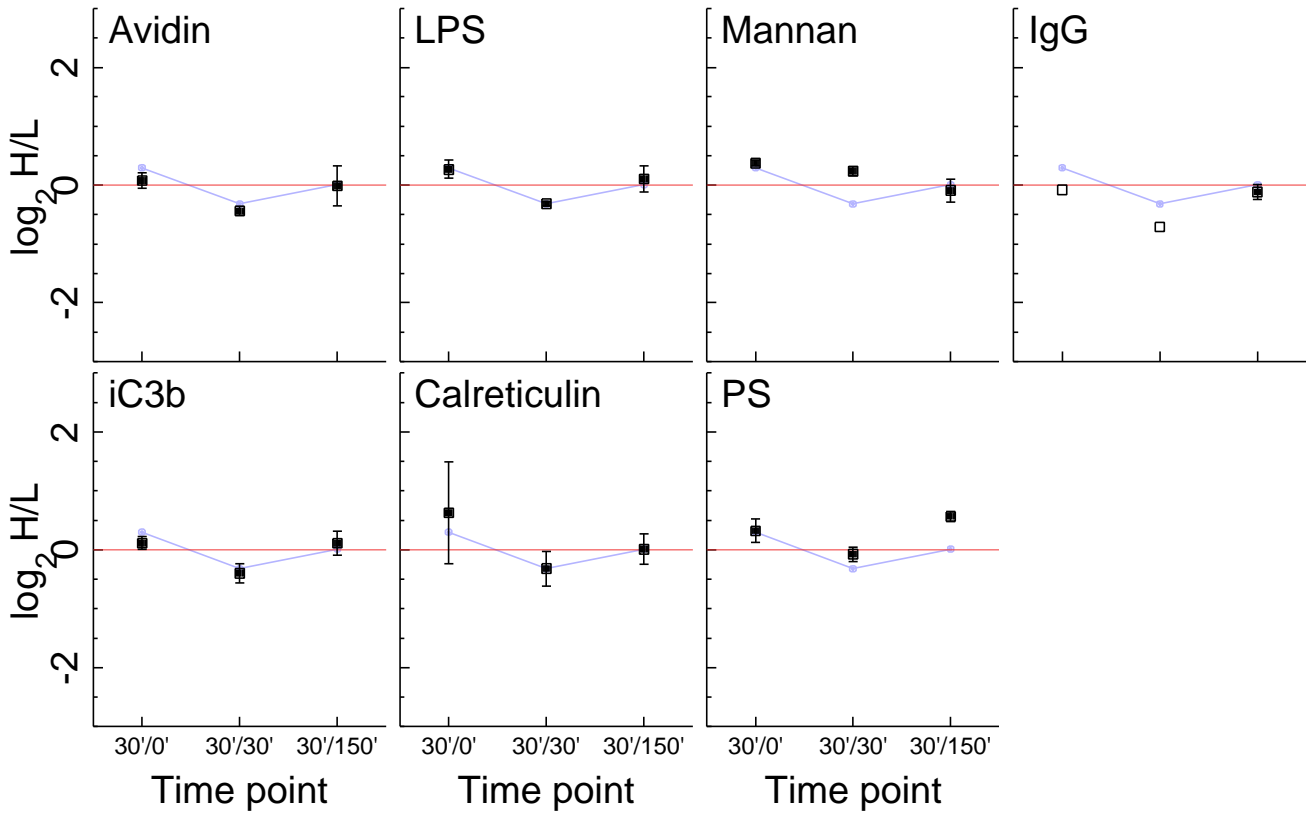 Avidin LPS Mannan IgG
2
0
-2
log₂ H/L
iC3b Calreticulin PS
2
0
-2
log₂ H/L
30'/0' 30'/30' 30'/150' 30'/0' 30'/30' 30'/150' 30'/0' 30'/30' 30'/150'
Time point Time point Time point